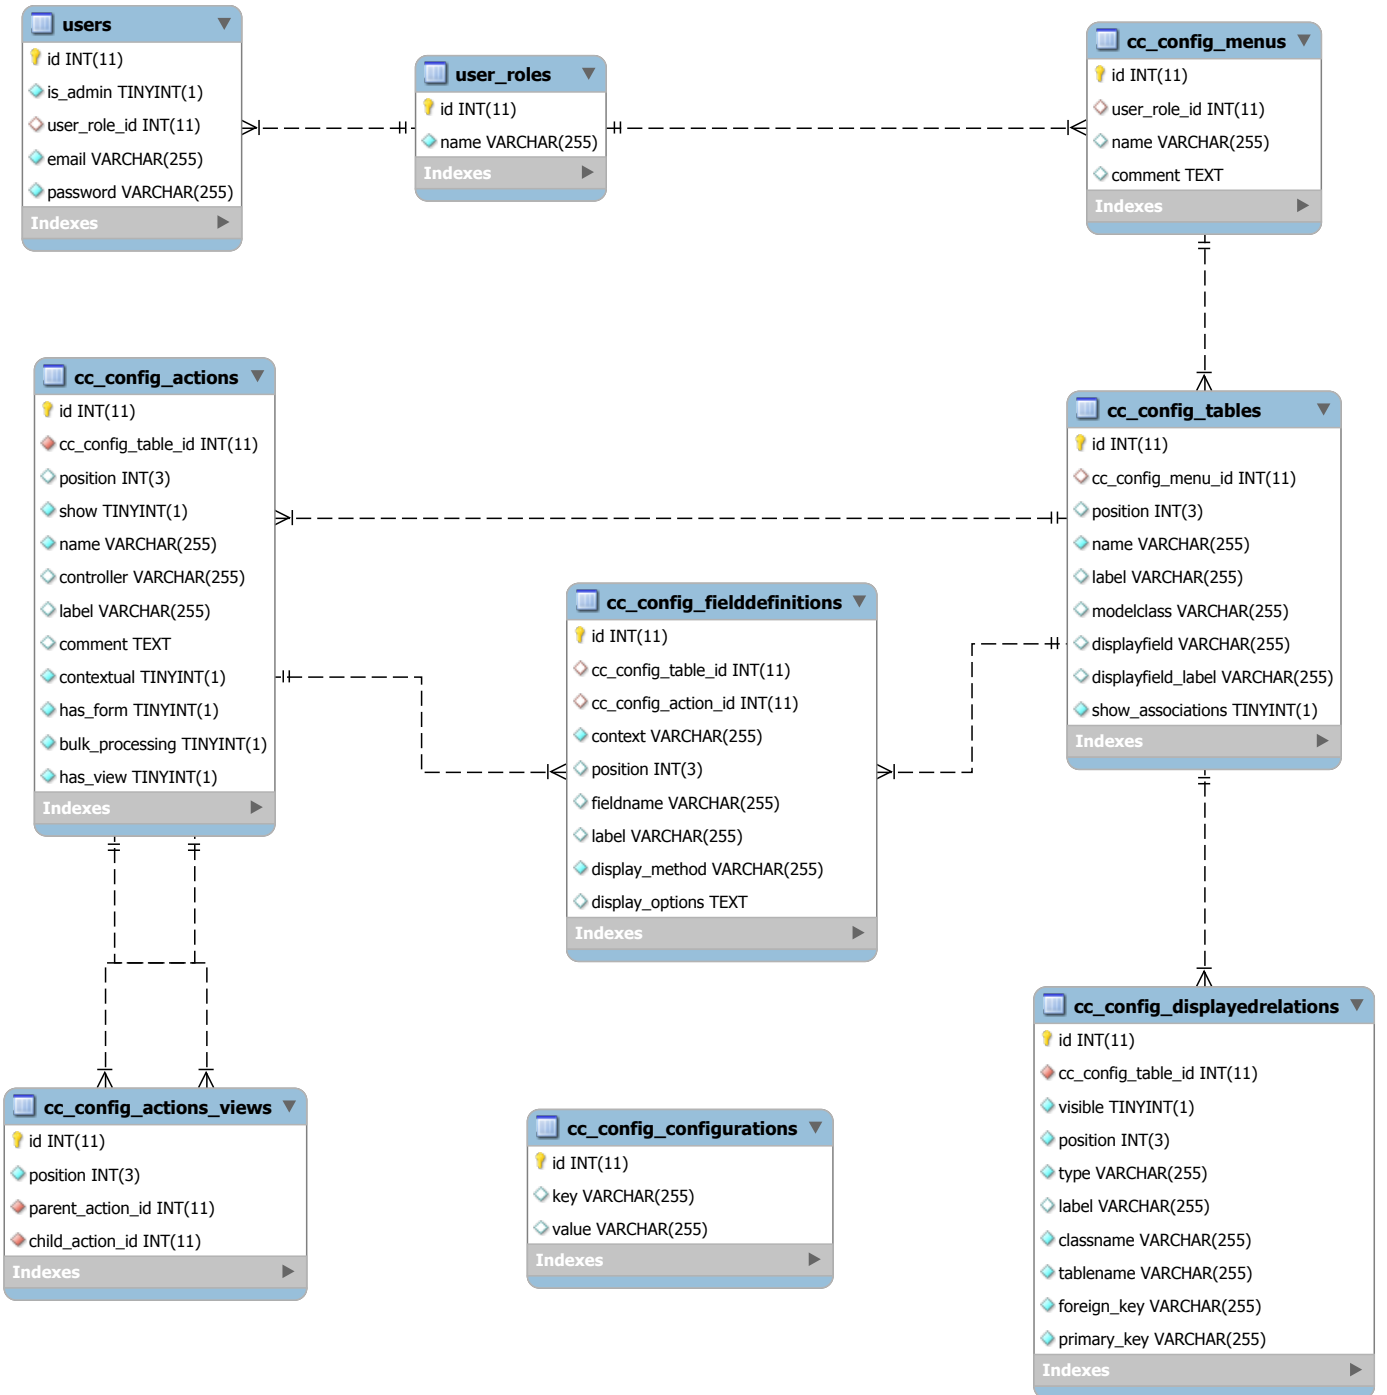 users
id INT(11)
is_admin TINYINT(1)
user_role_id INT(11)
email VARCHAR(255)
password VARCHAR(255)
Indexes
user_roles
id INT(11)
name VARCHAR(255)
Indexes
cc_config_menus
id INT(11)
user_role_id INT(11)
name VARCHAR(255)
comment TEXT
Indexes
cc_config_actions
id INT(11)
cc_config_table_id INT(11)
position INT(3)
show TINYINT(1)
name VARCHAR(255)
controller VARCHAR(255)
label VARCHAR(255)
comment TEXT
contextual TINYINT(1)
has_form TINYINT(1)
bulk_processing TINYINT(1)
has_view TINYINT(1)
Indexes
cc_config_tables
id INT(11)
cc_config_menu_id INT(11)
position INT(3)
name VARCHAR(255)
label VARCHAR(255)
modelclass VARCHAR(255)
displayfield VARCHAR(255)
displayfield_label VARCHAR(255)
show_associations TINYINT(1)
Indexes
cc_config_fielddefinitions
id INT(11)
cc_config_table_id INT(11)
cc_config_action_id INT(11)
context VARCHAR(255)
position INT(3)
fieldname VARCHAR(255)
label VARCHAR(255)
display_method VARCHAR(255)
display_options TEXT
Indexes
cc_config_actions_views
id INT(11)
position INT(3)
parent_action_id INT(11)
child_action_id INT(11)
Indexes
cc_config_configurations
id INT(11)
key VARCHAR(255)
value VARCHAR(255)
Indexes
cc_config_displayedrelations
id INT(11)
cc_config_table_id INT(11)
visible TINYINT(1)
position INT(3)
type VARCHAR(255)
label VARCHAR(255)
classname VARCHAR(255)
tablename VARCHAR(255)
foreign_key VARCHAR(255)
primary_key VARCHAR(255)
Indexes